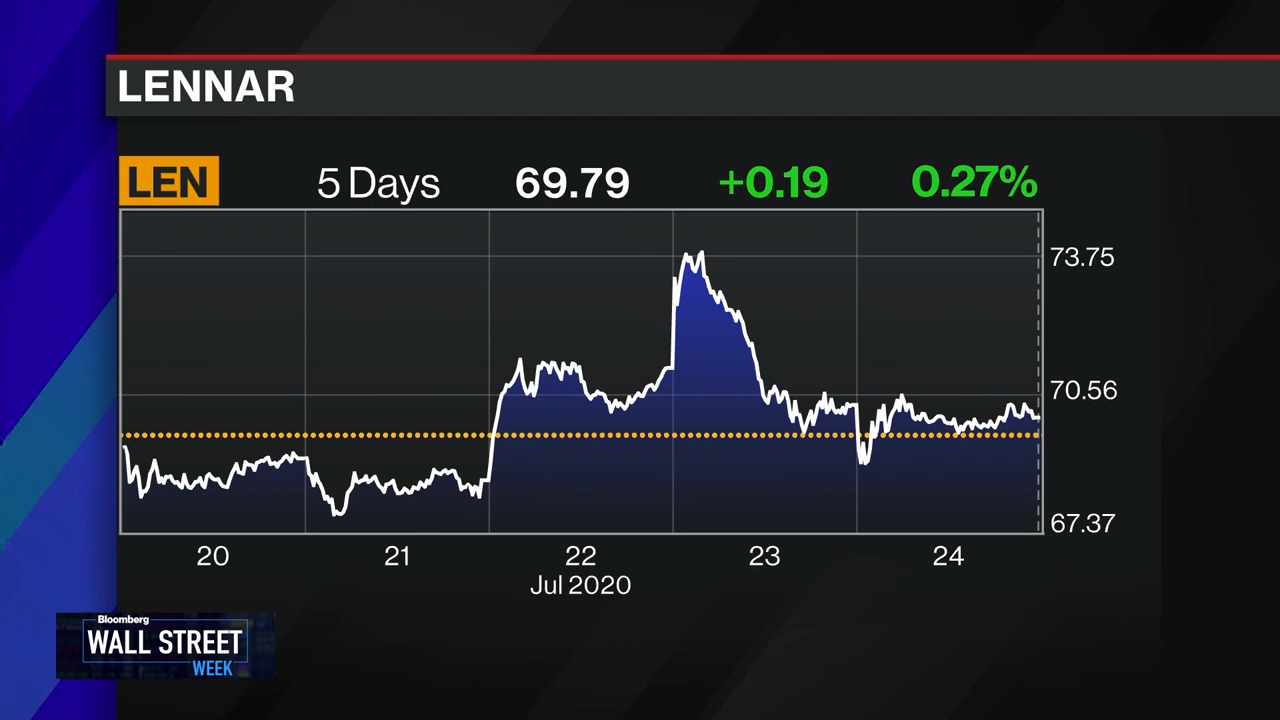 LENNAR
LEN 5 Days 69.79 +0.19 0.27%
73.75
70.56
67.37
20 21 22 23 24
Jul 2020
Bloomberg
WALL STREET
WEEK